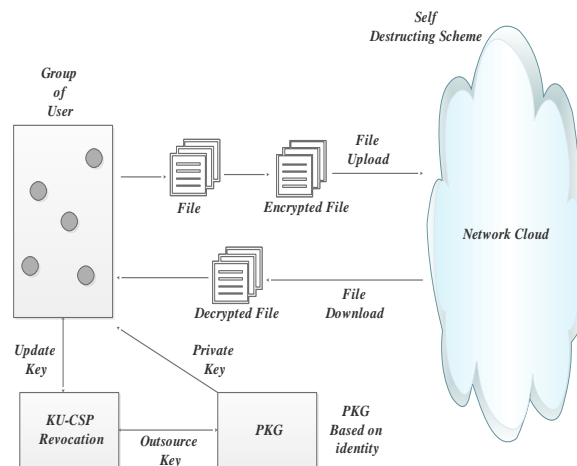 Self
Destructing Scheme
Group
of
User
File
Upload
File
Encrypted File
Network Cloud
Decrypted File
File
Download
Update
Key
Private
Key
KU-CSP
Revocation
Outsource
Key
PKG
PKG
Based on
identity